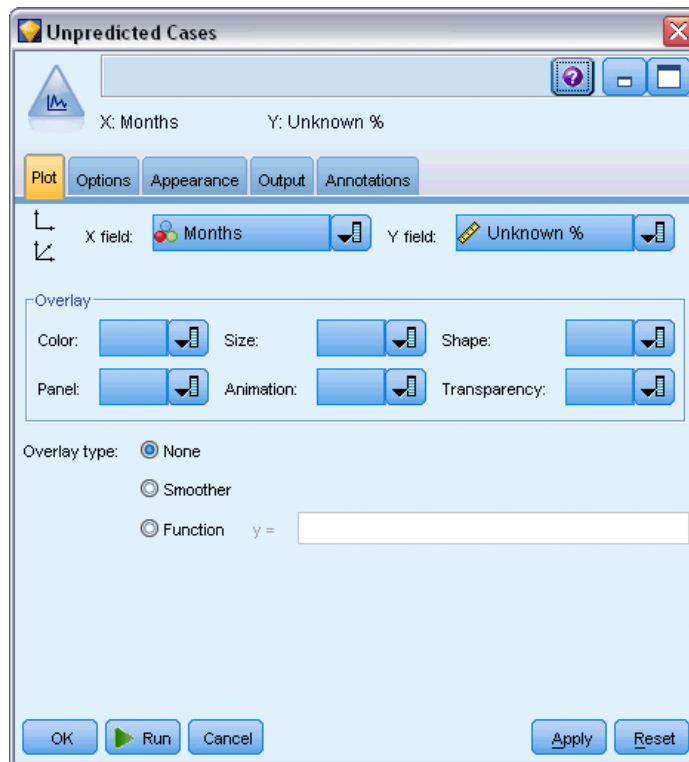 Unpredicted Cases
?
X: Months Y: Unknown %
Plot Options Appearance Output Annotations
X field: Months Y field: Unknown %
Overlay
Color: Size: Shape:
Panel: Animation: Transparency:
Overlay type: None
Smoother
Function y =
OK Run Cancel Apply Reset